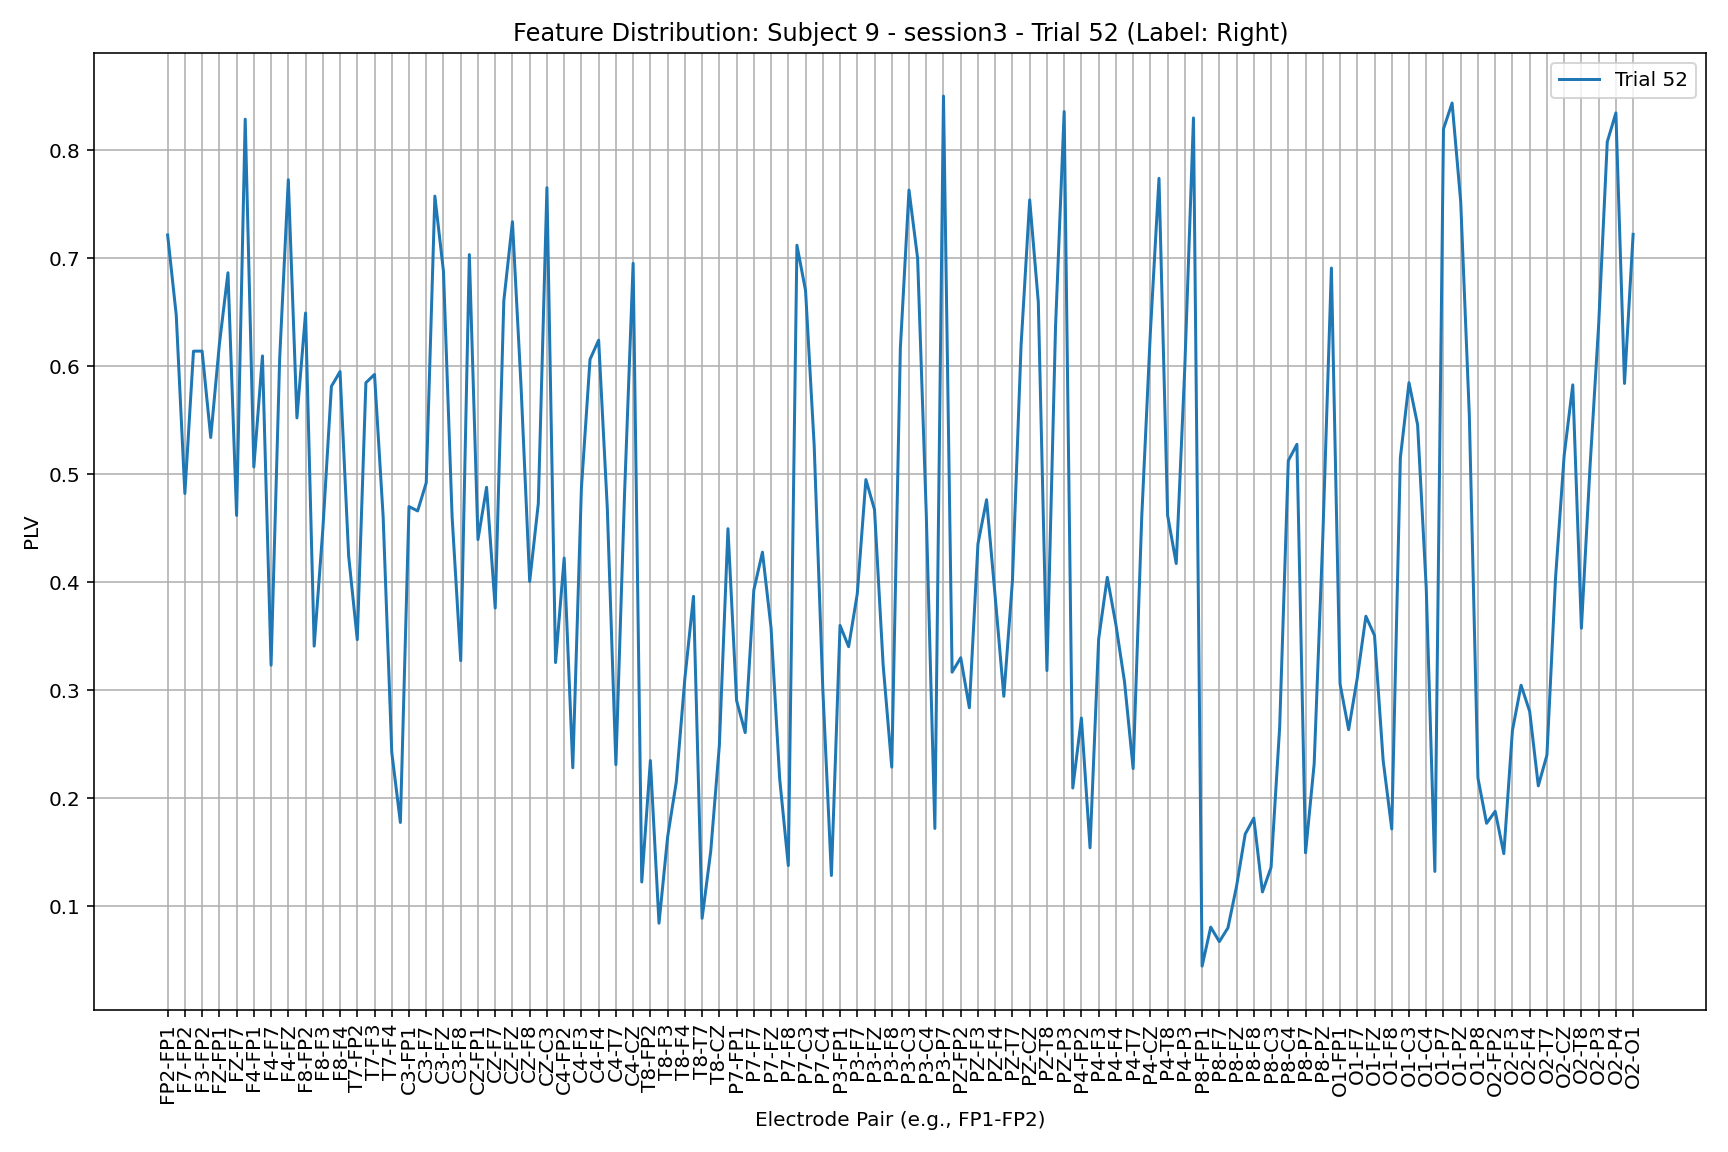 Feature Distribution: Subject 9 - session3 - Trial 52 (Label: Right)
Trial 52
PLV
0.8
0.7
0.6
0.5
0.4
0.3
0.2
0.1
FP2-FP1
F7-FP2
F3-FP2
FZ-FP1
FZ-F7
F4-FP1
F4-F7
F4-FZ
F8-FP2
F8-F3
F8-F4
T7-FP2
T7-F3
T7-F4
C3-FP1
C3-F7
C3-FZ
C3-F8
CZ-FP1
CZ-F7
CZ-FZ
CZ-F8
CZ-C3
C4-FP2
C4-F3
C4-F4
C4-T7
C4-CZ
T8-FP2
T8-F3
T8-F4
T8-T7
T8-CZ
P7-FP1
P7-F7
P7-FZ
P7-F8
P7-C3
P7-C4
P3-FP1
P3-F7
P3-FZ
P3-F8
P3-C3
P3-C4
P3-P7
PZ-FP2
PZ-F3
PZ-F4
PZ-T7
PZ-CZ
PZ-T8
PZ-P3
P4-FP2
P4-F3
P4-F4
P4-T7
P4-CZ
P4-T8
P4-P3
P8-FP1
P8-F7
P8-FZ
P8-F8
P8-C3
P8-C4
P8-P7
P8-PZ
O1-FP1
O1-F7
O1-FZ
O1-F8
O1-C3
O1-C4
O1-P7
O1-PZ
O1-P8
O2-FP2
O2-F3
O2-F4
O2-T7
O2-CZ
O2-T8
O2-P3
O2-P4
O2-O1
Electrode Pair (e.g., FP1-FP2)